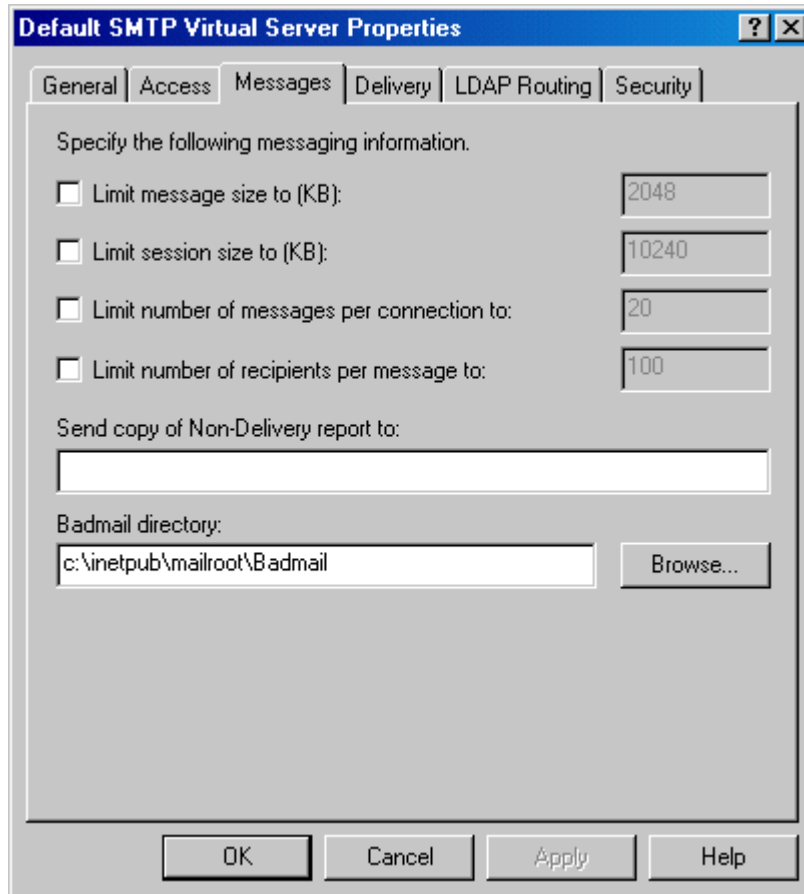 Default SMTP Virtual Server Properties
General Access Messages Delivery LDAP Routing Security
Specify the following messaging information.
Limit message size to (KB): 2048
Limit session size to (KB): 10240
Limit number of messages per connection to: 20
Limit number of recipients per message to: 100
Send copy of Non-Delivery report to:
Badmail directory:
c:\inetpub\mailroot\Badmail Browse...
OK Cancel Apply Help